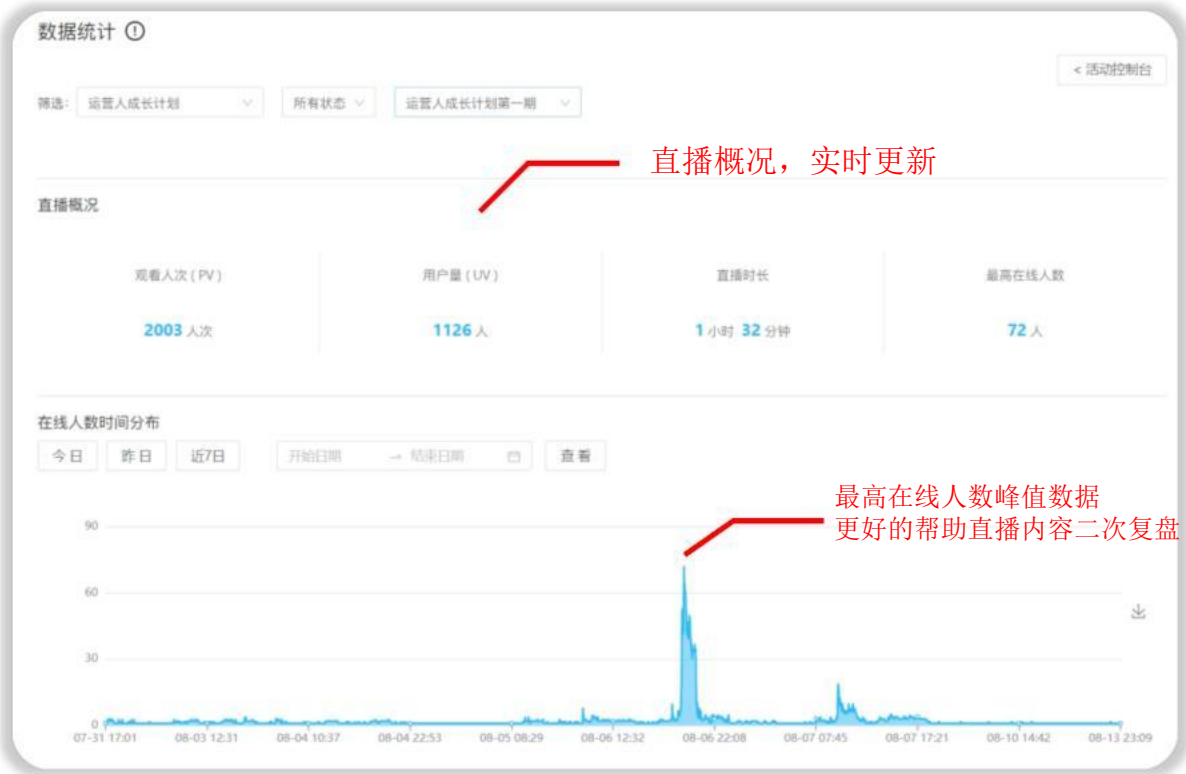 数据统计
< 活动控制台
筛选: 运营人成长计划 所有状态 运营人成长计划第一期
直播概况，实时更新
直播概况
观看人次 ( PV ) 用户量 ( UV ) 直播时长 最高在线人数
2003 人次 1126 人 1 小时 32 分钟 72 人
在线人数时间分布
今日 昨日 近7日 开始日期 → 结束日期 查看
最高在线人数峰值数据
更好的帮助直播内容二次复盘
90
60
30
0
07-31 17:01 08-03 12:31 08-04 10:37 08-04 22:53 08-05 08:29 08-06 12:32 08-06 22:08 08-07 07:45 08-07 17:21 08-10 14:42 08-13 23:09